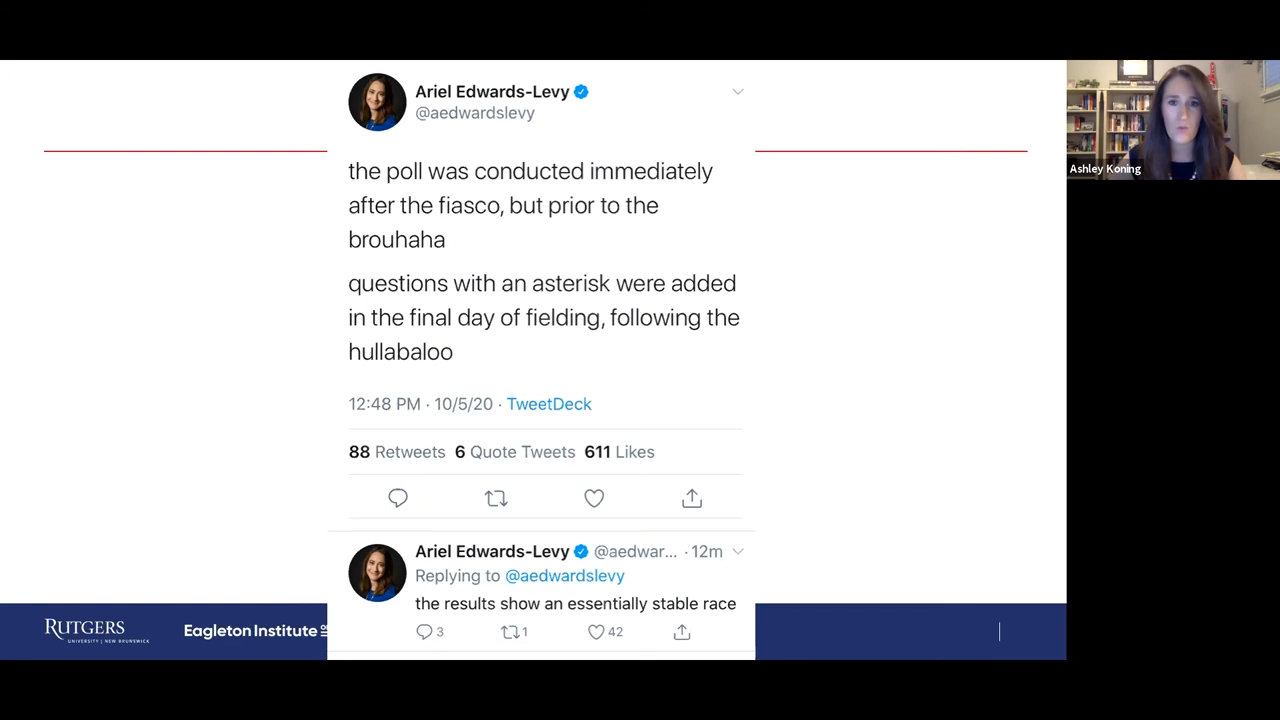 Ariel Edwards-Levy
@aedwardslevy
the poll was conducted immediately
after the fiasco, but prior to the
brouhaha
questions with an asterisk were added
in the final day of fielding, following the
hullabaloo
12:48 PM · 10/5/20 · TweetDeck
88 Retweets 6 Quote Tweets 611 Likes
Ariel Edwards-Levy @aedwar... · 12m
Replying to @aedwardslevy
the results show an essentially stable race
3 1 42
RUTGERS
UNIVERSITY | NEW BRUNSWICK
Eagleton Institute
Ashley Koning